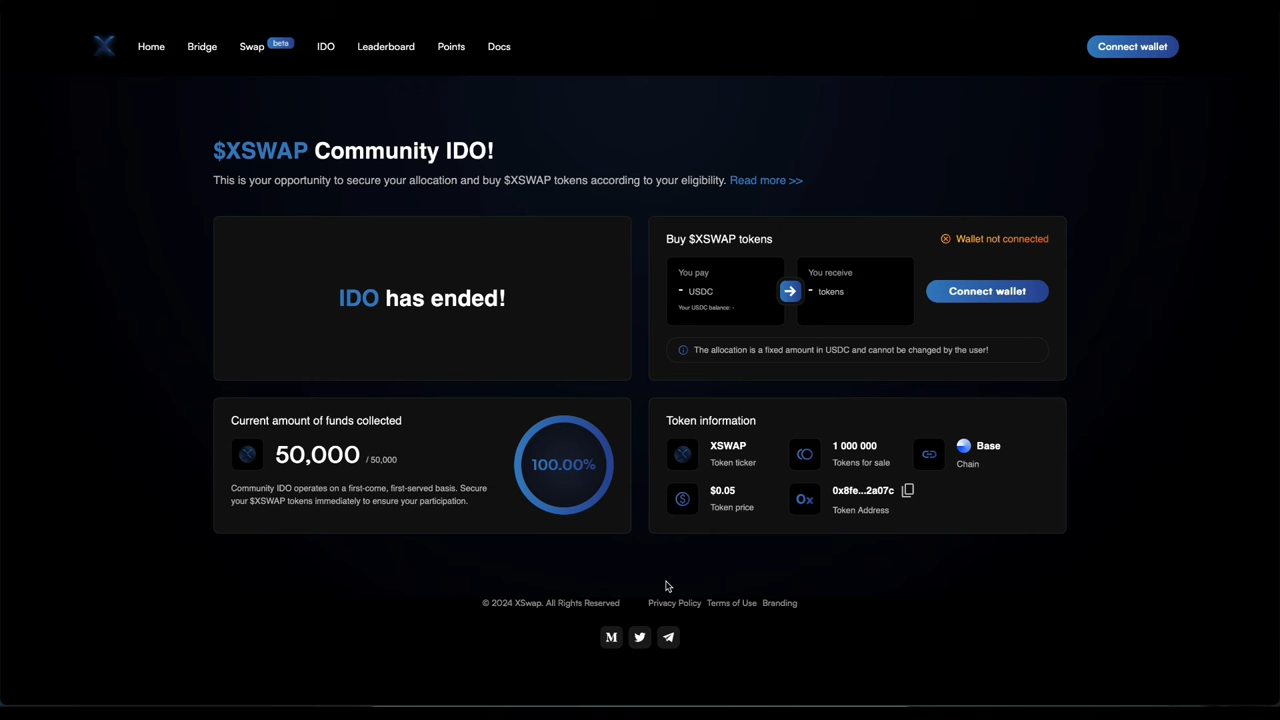 Home Bridge Swap beta IDO Leaderboard Points Docs Connect wallet
$XSWAP Community IDO!
This is your opportunity to secure your allocation and buy $XSWAP tokens according to your eligibility. Read more >>
IDO has ended!
Buy $XSWAP tokens
Wallet not connected
You pay
- USDC
Your USDC balance: -
You receive
- tokens
Connect wallet
The allocation is a fixed amount in USDC and cannot be changed by the user!
Current amount of funds collected
50,000 / 50,000
Community IDO operates on a first-come, first-served basis. Secure
your $XSWAP tokens immediately to ensure your participation.
100.00%
Token information
XSWAP
Token ticker
1 000 000
Tokens for sale
Base
Chain
$0.05
Token price
0x
0x8fe...2a07c
Token Address
© 2024 XSwap. All Rights Reserved Privacy Policy Terms of Use Branding